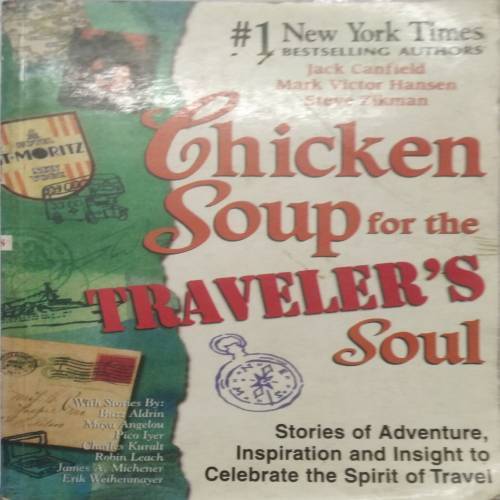 #1 New York Times
BESTSELLING AUTHORS
Jack Canfield
Mark Victor Hansen
Steve Zikman
Chicken
Soup for the
TRAVELER'S
Soul
ST. MORITZ
With Stories By:
Buzz Aldrin
Maya Angelou
Pico Iyer
Charles Kuralt
Robin Leach
James A. Michener
Erik Weihenmayer
Stories of Adventure,
Inspiration and Insight to
Celebrate the Spirit of Travel